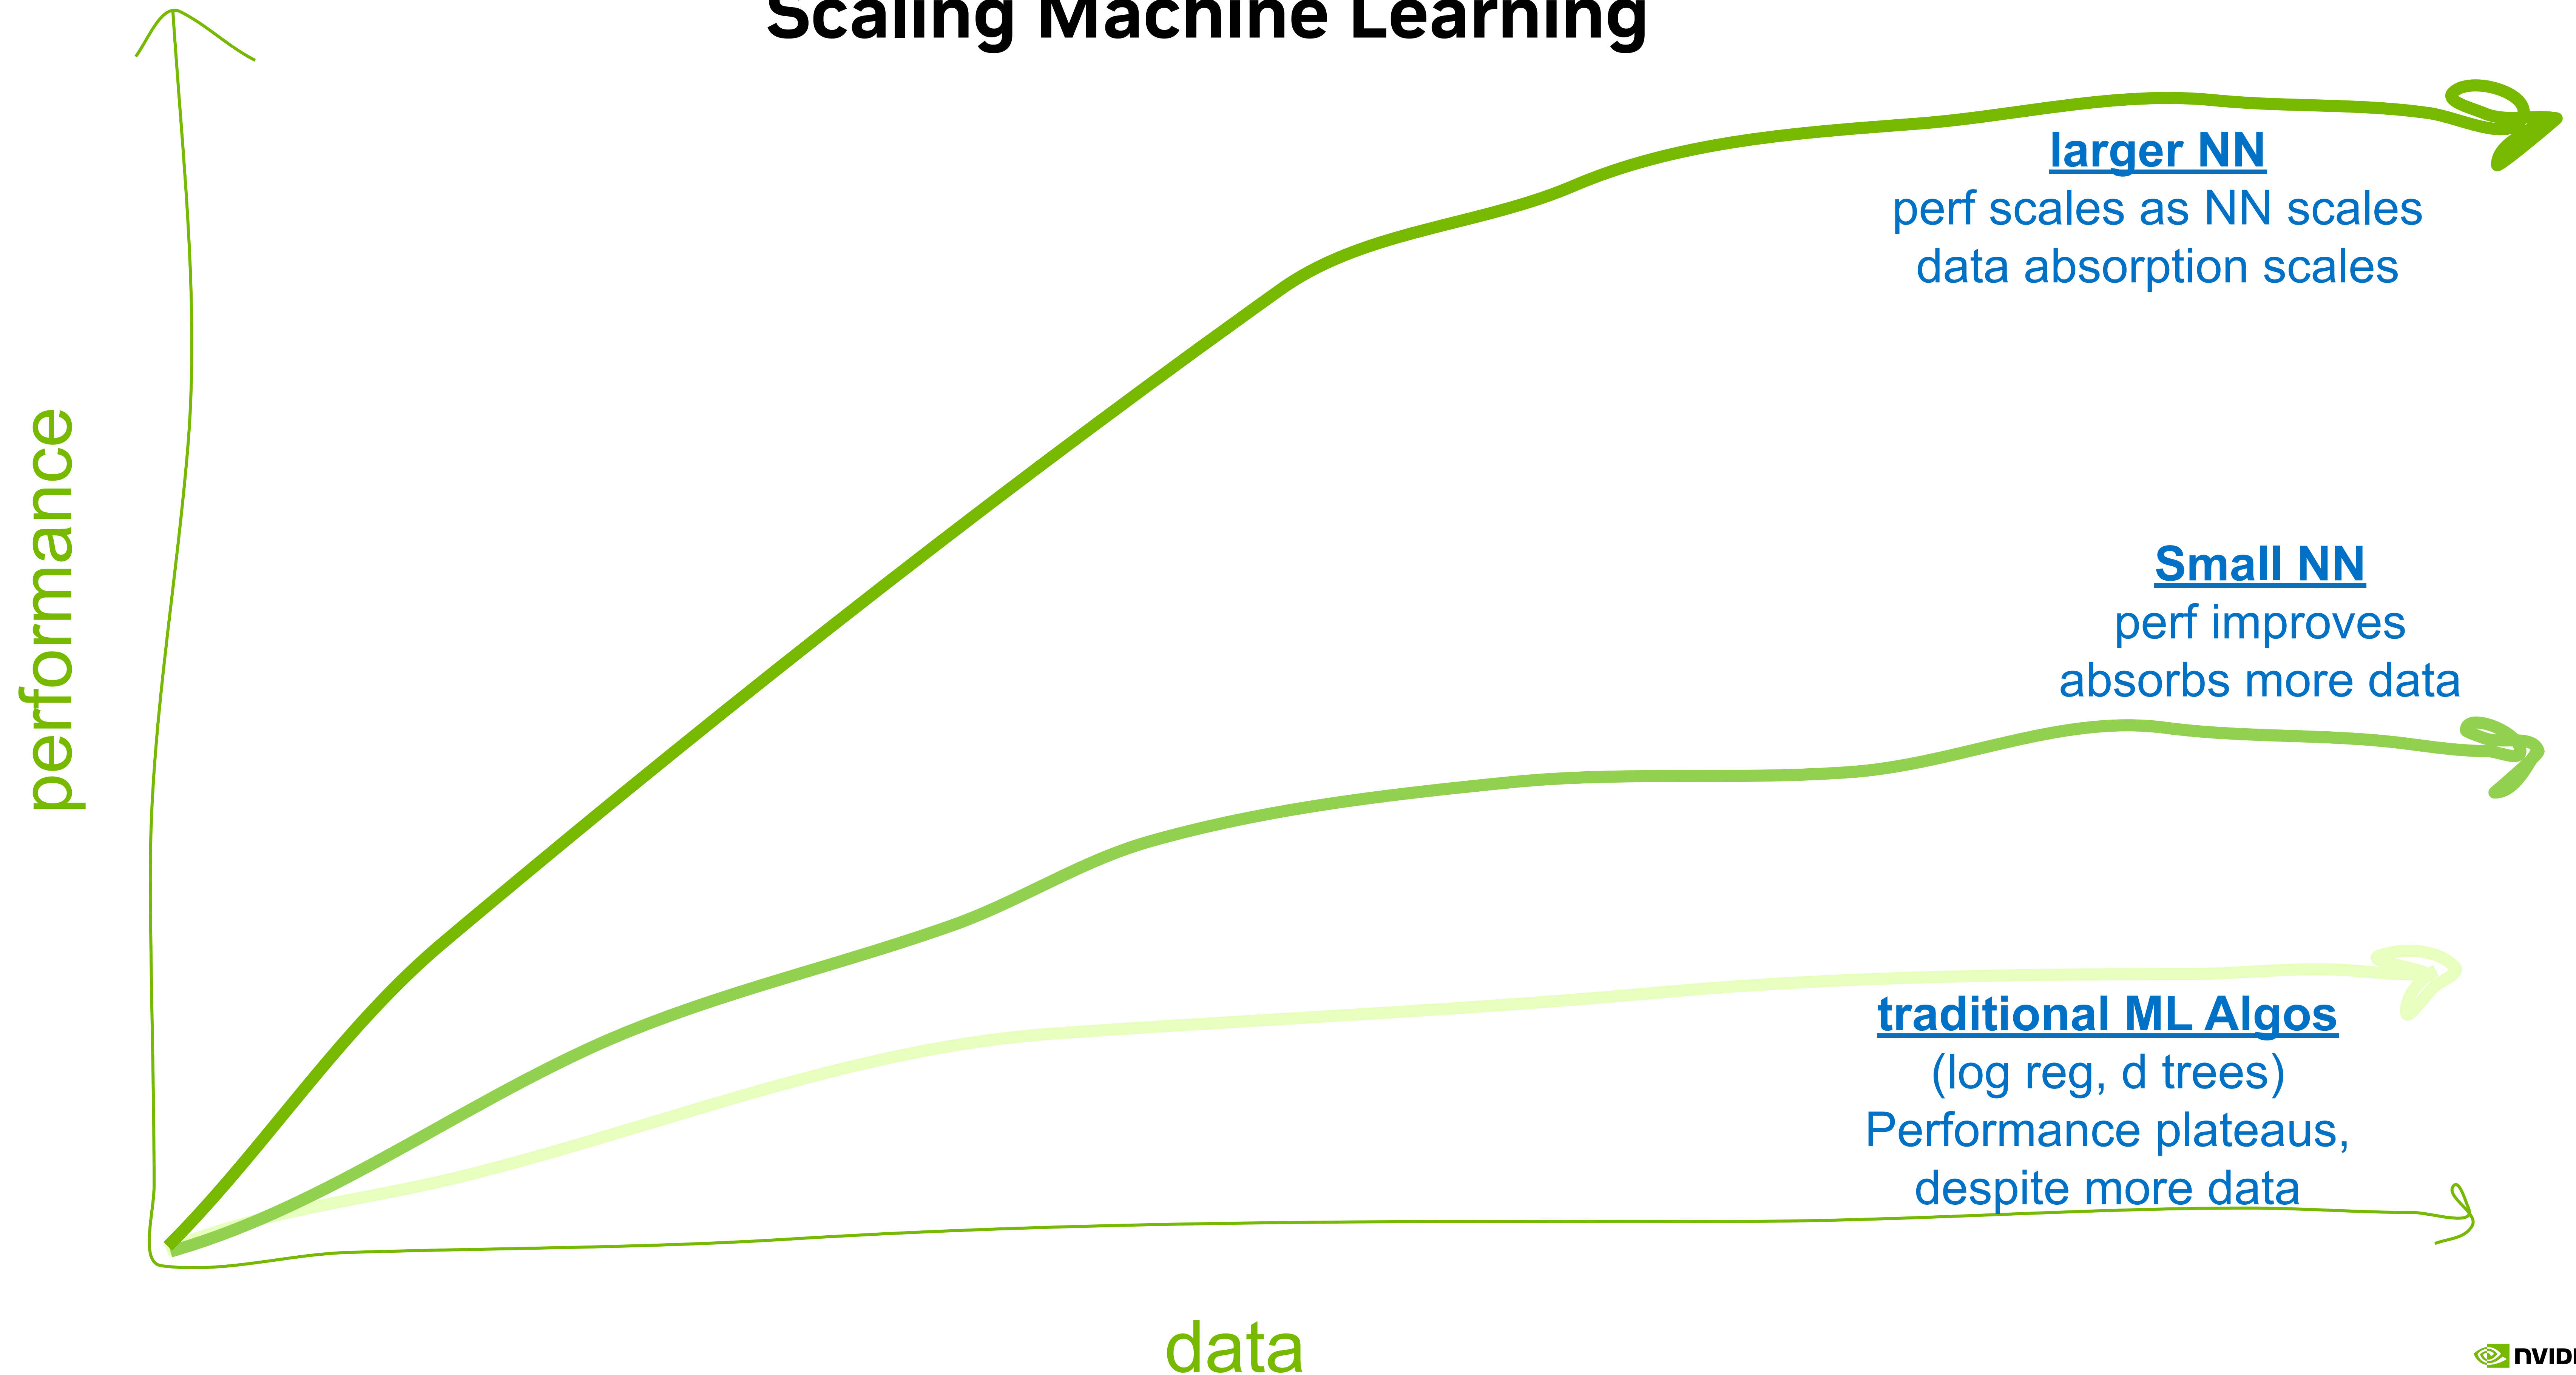 Scaling Machine Learning
larger NN
perf scales as NN scales
data absorption scales
performance
Small NN
perf improves
absorbs more data
traditional ML Algos
(log reg, d trees)
Performance plateaus,
despite more data
data
NVIDI